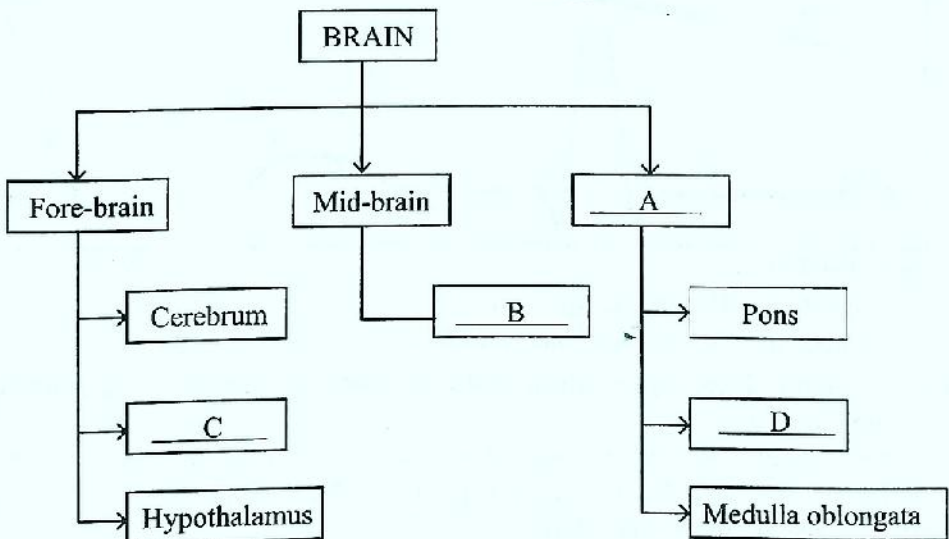 BRAIN
Fore-brain
Mid-brain
A
Cerebrum
B
Pons
C
D
Hypothalamus
Medulla oblongata